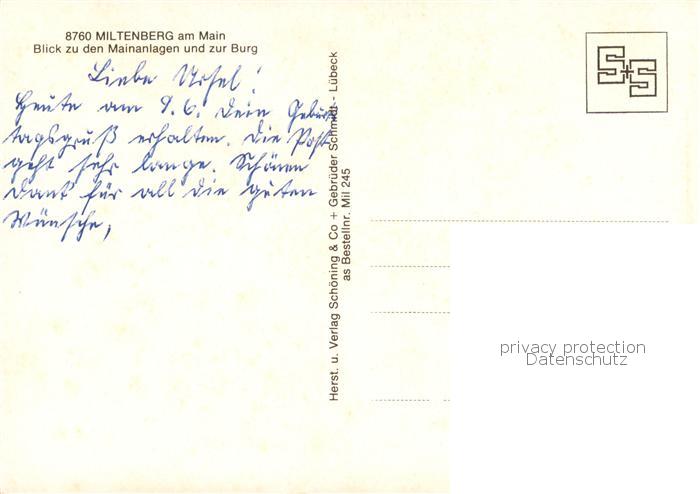 8760 MILTENBERG am Main
Blick zu den Mainanlagen und zur Burg
Liebe Ursel!
Heute am 9.6. Dein Geburts
tagsgruß erhalten. Die Post
geht sehr lange. Schönen
Dank für all die guten
Wünsche,
Herst. u. Verlag Schöning & Co + Gebrüder Schmidt - Lübeck
as Bestellnr. Mil 245
S+S
privacy protection
Datenschutz